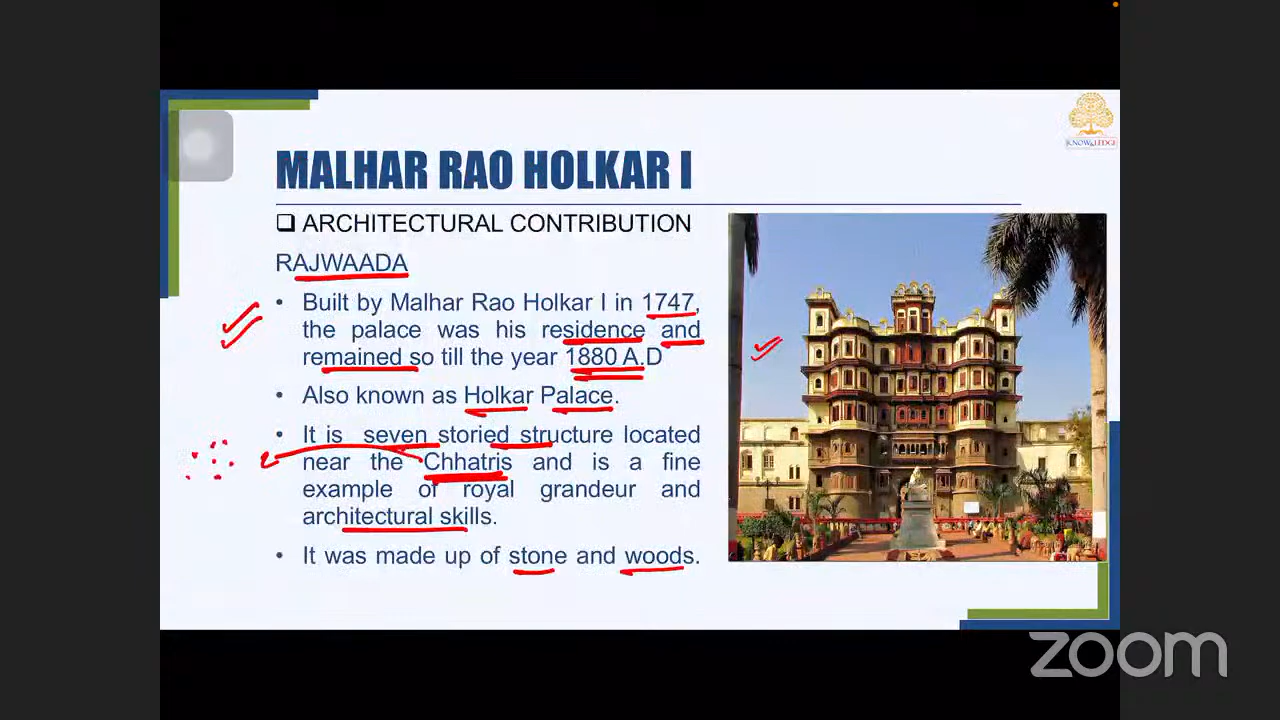 KNOWLEDGE
MALHAR RAO HOLKAR I
ARCHITECTURAL CONTRIBUTION
RAJWAADA
• Built by Malhar Rao Holkar I in 1747,
the palace was his residence and
remained so till the year 1880 A.D
• Also known as Holkar Palace.
• It is seven storied structure located
near the Chhatris and is a fine
example of royal grandeur and
architectural skills.
• It was made up of stone and woods.
zoom